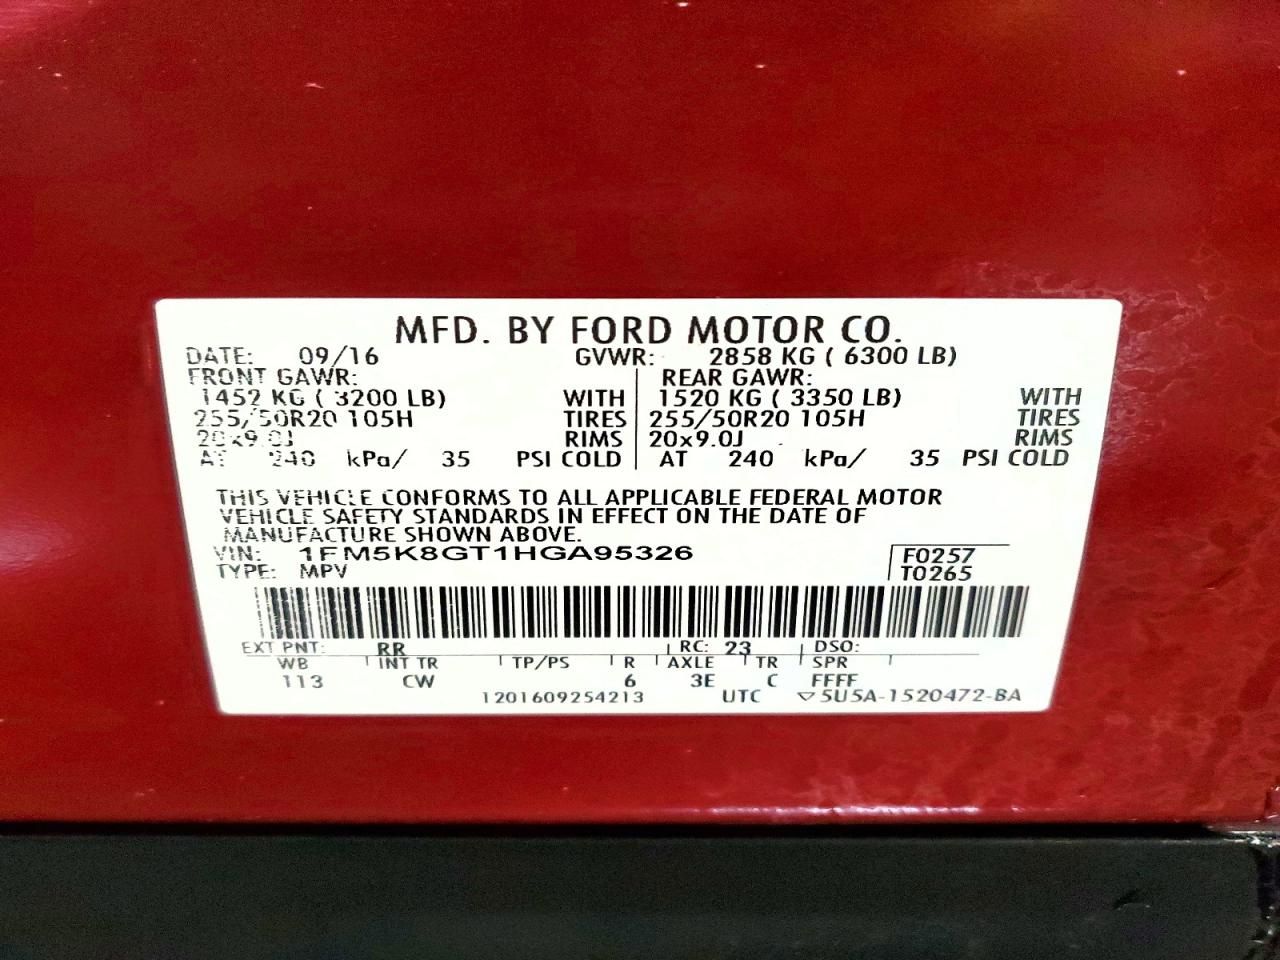 MFD. BY FORD MOTOR CO.
DATE: 09/16 GVWR: 2858 KG ( 6300 LB)
FRONT GAWR: REAR GAWR:
1452 KG ( 3200 LB) WITH 1520 KG ( 3350 LB) WITH
255/50R20 105H TIRES 255/50R20 105H TIRES
20x9.0J RIMS 20x9.0J RIMS
AT 240 kPa/ 35 PSI COLD AT 240 kPa/ 35 PSI COLD
THIS VEHICLE CONFORMS TO ALL APPLICABLE FEDERAL MOTOR
VEHICLE SAFETY STANDARDS IN EFFECT ON THE DATE OF
MANUFACTURE SHOWN ABOVE.
VIN: 1FM5K8GT1HGA95326 F0257
TYPE: MPV T0265
EXT PNT: RR RC: 23 DSO:
WB INT TR TP/PS R AXLE TR SPR
113 CW 6 3E C FFFF
1201609254213 UTC ▽5U5A-1520472-BA